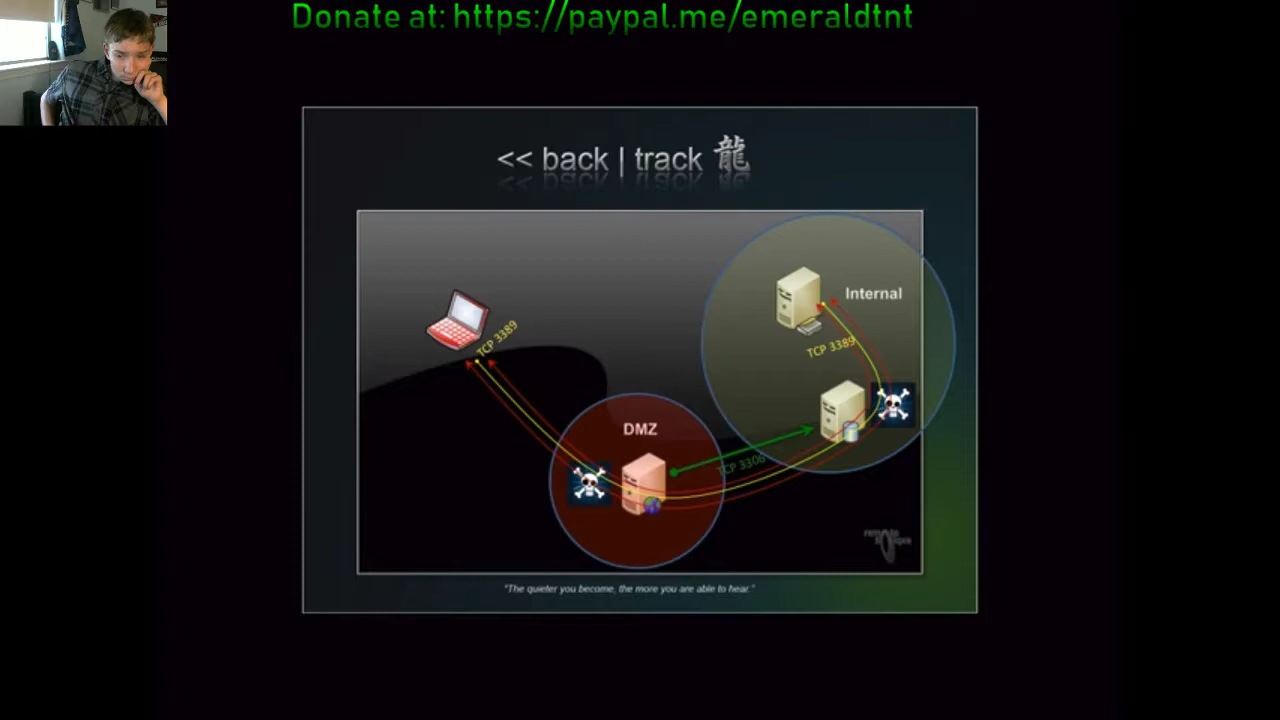 Donate at: https://paypal.me/emeraldtnt
<< back | track 龍
Internal
TCP 3389
TCP 3389
DMZ
TCP 3306
"The quieter you become, the more you are able to hear."